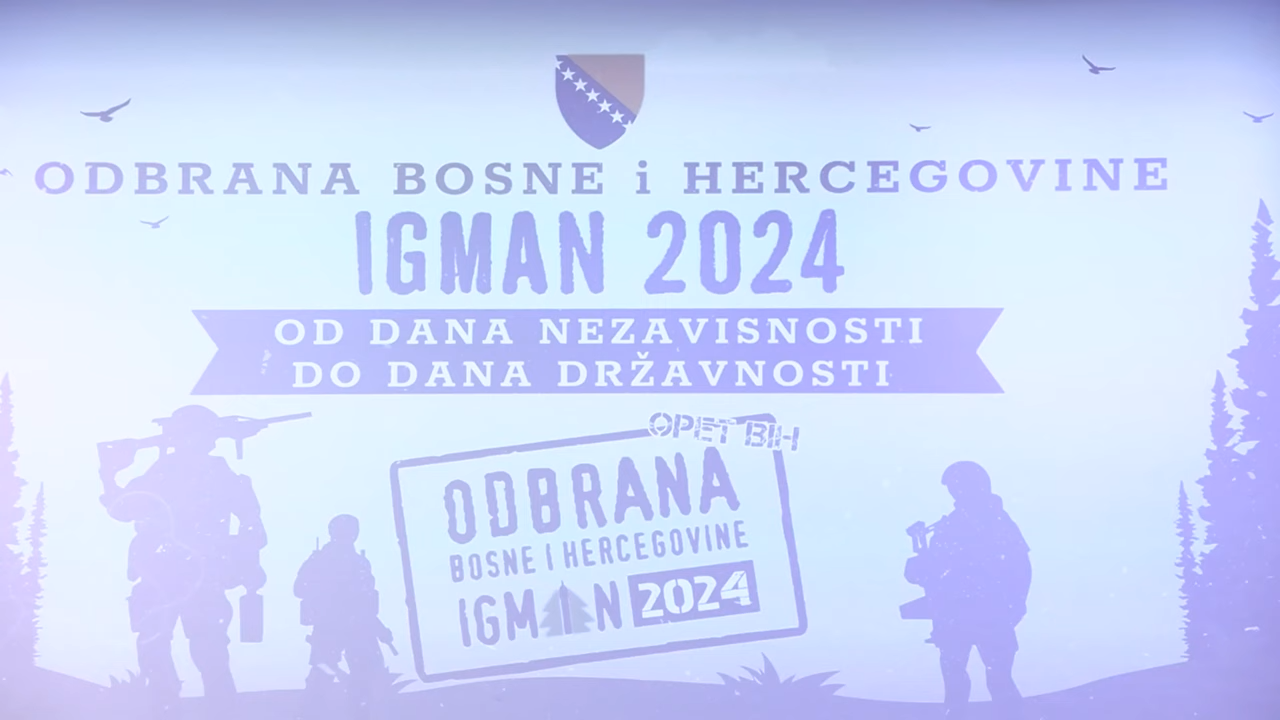 ODBRANA BOSNE i HERCEGOVINE
IGMAN 2024
OD DANA NEZAVISNOSTI
DO DANA DRŽAVNOSTI
OPET BIH
ODBRANA
BOSNE I HERCEGOVINE
IGMAN 2024